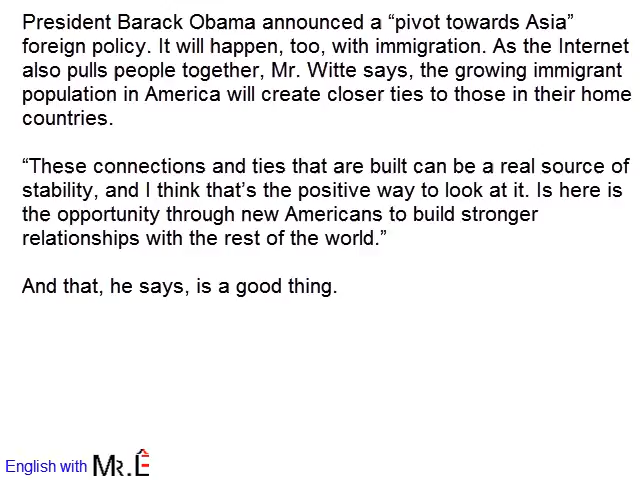 President Barack Obama announced a “pivot towards Asia”
foreign policy. It will happen, too, with immigration. As the Internet
also pulls people together, Mr. Witte says, the growing immigrant
population in America will create closer ties to those in their home
countries.
“These connections and ties that are built can be a real source of
stability, and I think that’s the positive way to look at it. Is here is
the opportunity through new Americans to build stronger
relationships with the rest of the world.”
And that, he says, is a good thing.
English with MR.Ê